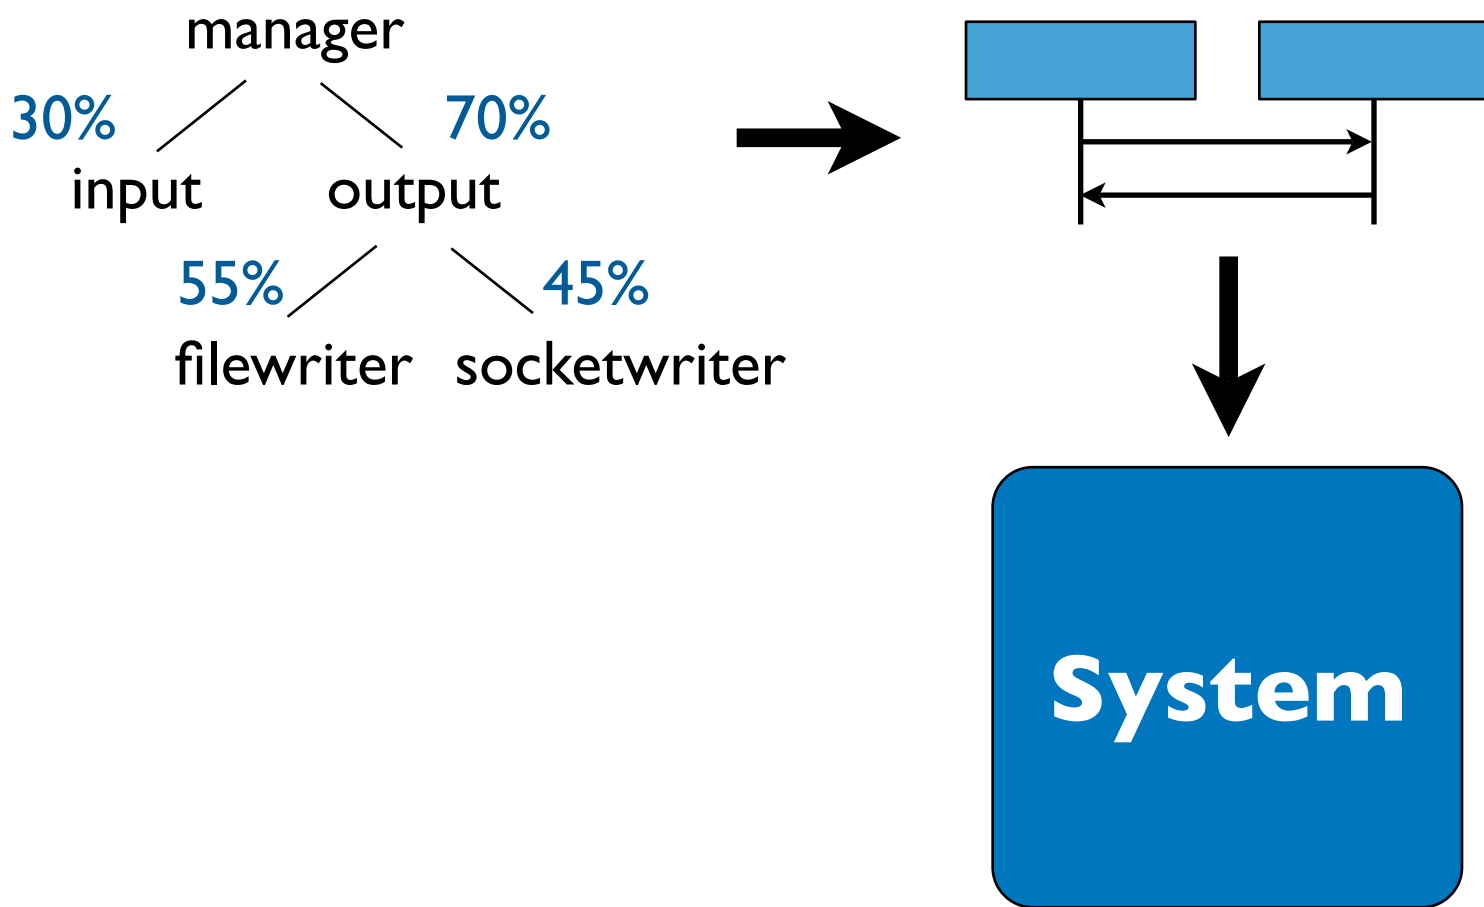 manager
30% 70%
input output
55% 45%
filewriter socketwriter
System